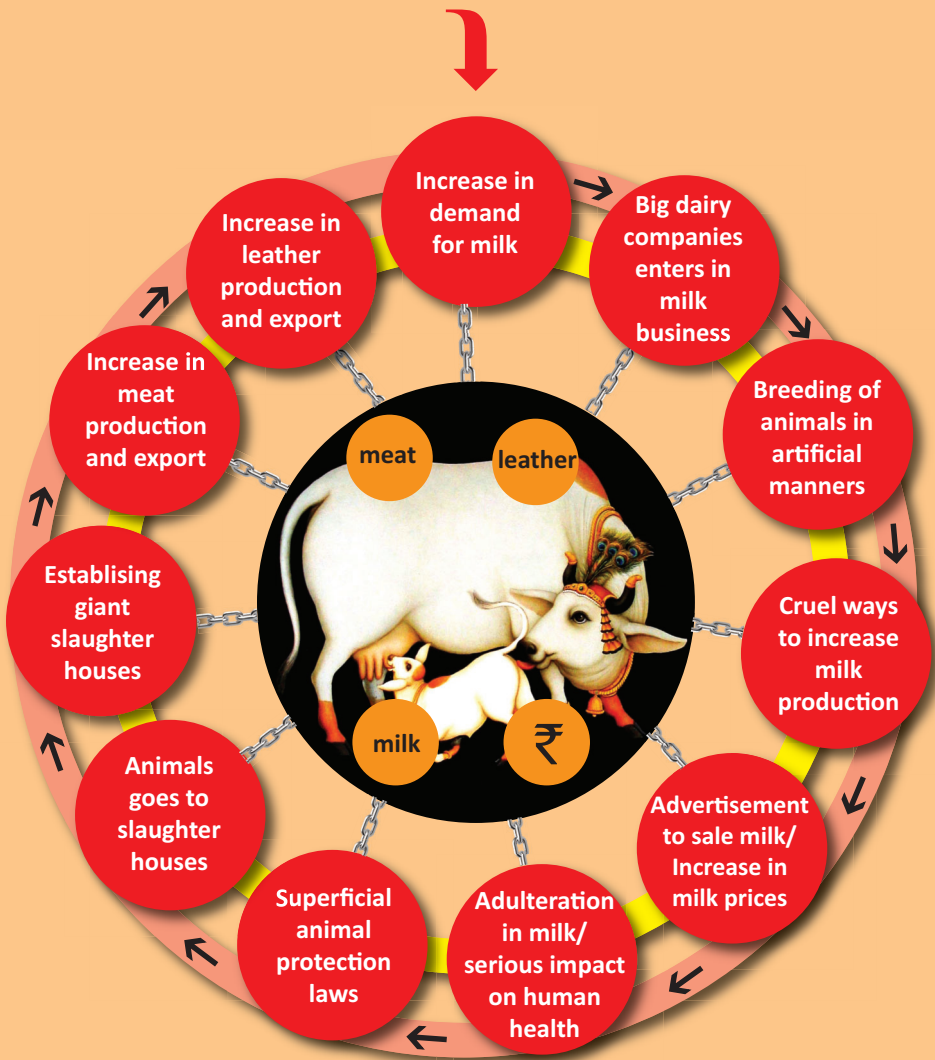 Increase in
demand
for milk
Big dairy
companies
enters in
milk
business
Breeding of
animals in
artificial
manners
Cruel ways
to increase
milk
production
Advertisement
to sale milk/
Increase in
milk prices
Adulteration
in milk/
serious impact
on human
health
Superficial
animal
protection
laws
Animals
goes to
slaughter
houses
Establising
giant
slaughter
houses
Increase in
meat
production
and export
Increase in
leather
production
and export
meat
leather
milk
₹